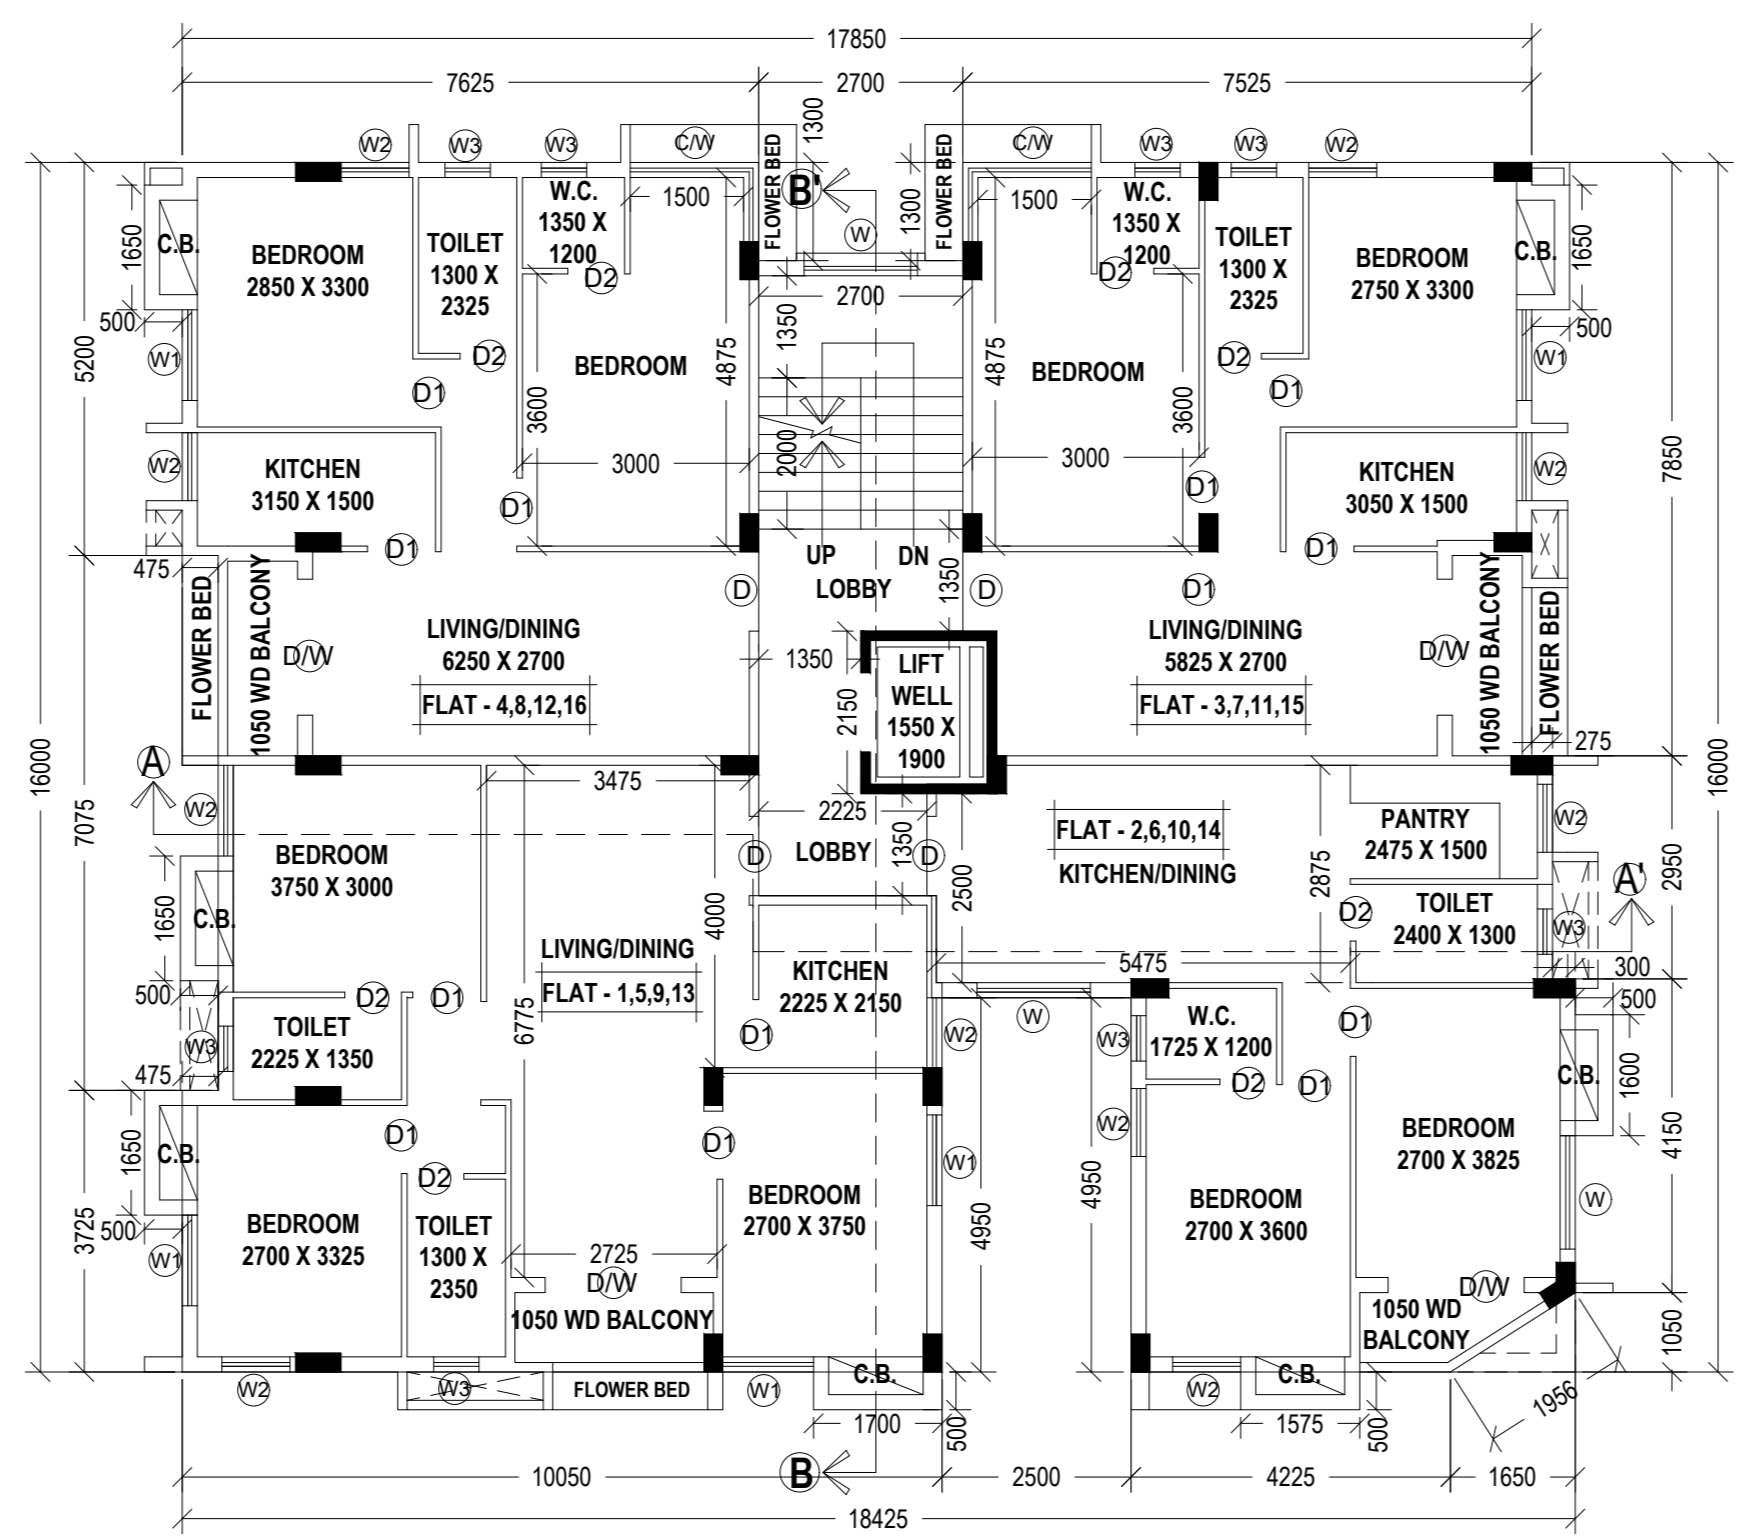 17850
7625
2700
7525
1300
W2
W3
W3
C/W
FLOWER BED
B'
W
1300
FLOWER BED
C/W
W3
W3
W2
1650
C.B.
BEDROOM
2850 X 3300
TOILET
1300 X
2325
W.C.
1350 X
1200
D2
1500
1500
W.C.
1350 X
1200
D2
TOILET
1300 X
2325
BEDROOM
2750 X 3300
C.B.
1650
500
W1
5200
D2
D1
BEDROOM
3600
4875
3000
2700
1350
2000
4875
BEDROOM
3600
3000
D2
D1
500
W1
7850
W2
KITCHEN
3150 X 1500
D1
D1
D1
D1
KITCHEN
3050 X 1500
W2
475
FLOWER BED
1050 WD BALCONY
D/W
LIVING/DINING
6250 X 2700
FLAT - 4,8,12,16
D
UP
DN
LOBBY
1350
D
D1
LIVING/DINING
5825 X 2700
FLAT - 3,7,11,15
D/W
1050 WD BALCONY
FLOWER BED
275
1350
2150
LIFT
WELL
1550 X
1900
16000
16000
A
7075
W2
BEDROOM
3750 X 3000
3475
2225
LOBBY
1350
D
D
2500
FLAT - 2,6,10,14
KITCHEN/DINING
2875
PANTRY
2475 X 1500
W2
2950
A'
TOILET
2400 X 1300
D2
W3
300
1650
C.B.
4000
LIVING/DINING
FLAT - 1,5,9,13
6775
KITCHEN
2225 X 2150
D1
5475
500
D2
D1
TOILET
2225 X 1350
W3
475
W2
W
W3
W.C.
1725 X 1200
D2
D1
D1
500
C.B.
1600
1650
C.B.
D1
D2
D1
W1
W2
BEDROOM
2700 X 3825
4150
3725
500
W1
BEDROOM
2700 X 3325
TOILET
1300 X
2350
2725
D/W
1050 WD BALCONY
BEDROOM
2700 X 3750
4950
4950
BEDROOM
2700 X 3600
W
D/W
1050 WD
BALCONY
1050
W2
W3
FLOWER BED
W1
C.B.
1700
500
W2
C.B.
1575
500
1956
B
10050
2500
4225
1650
18425